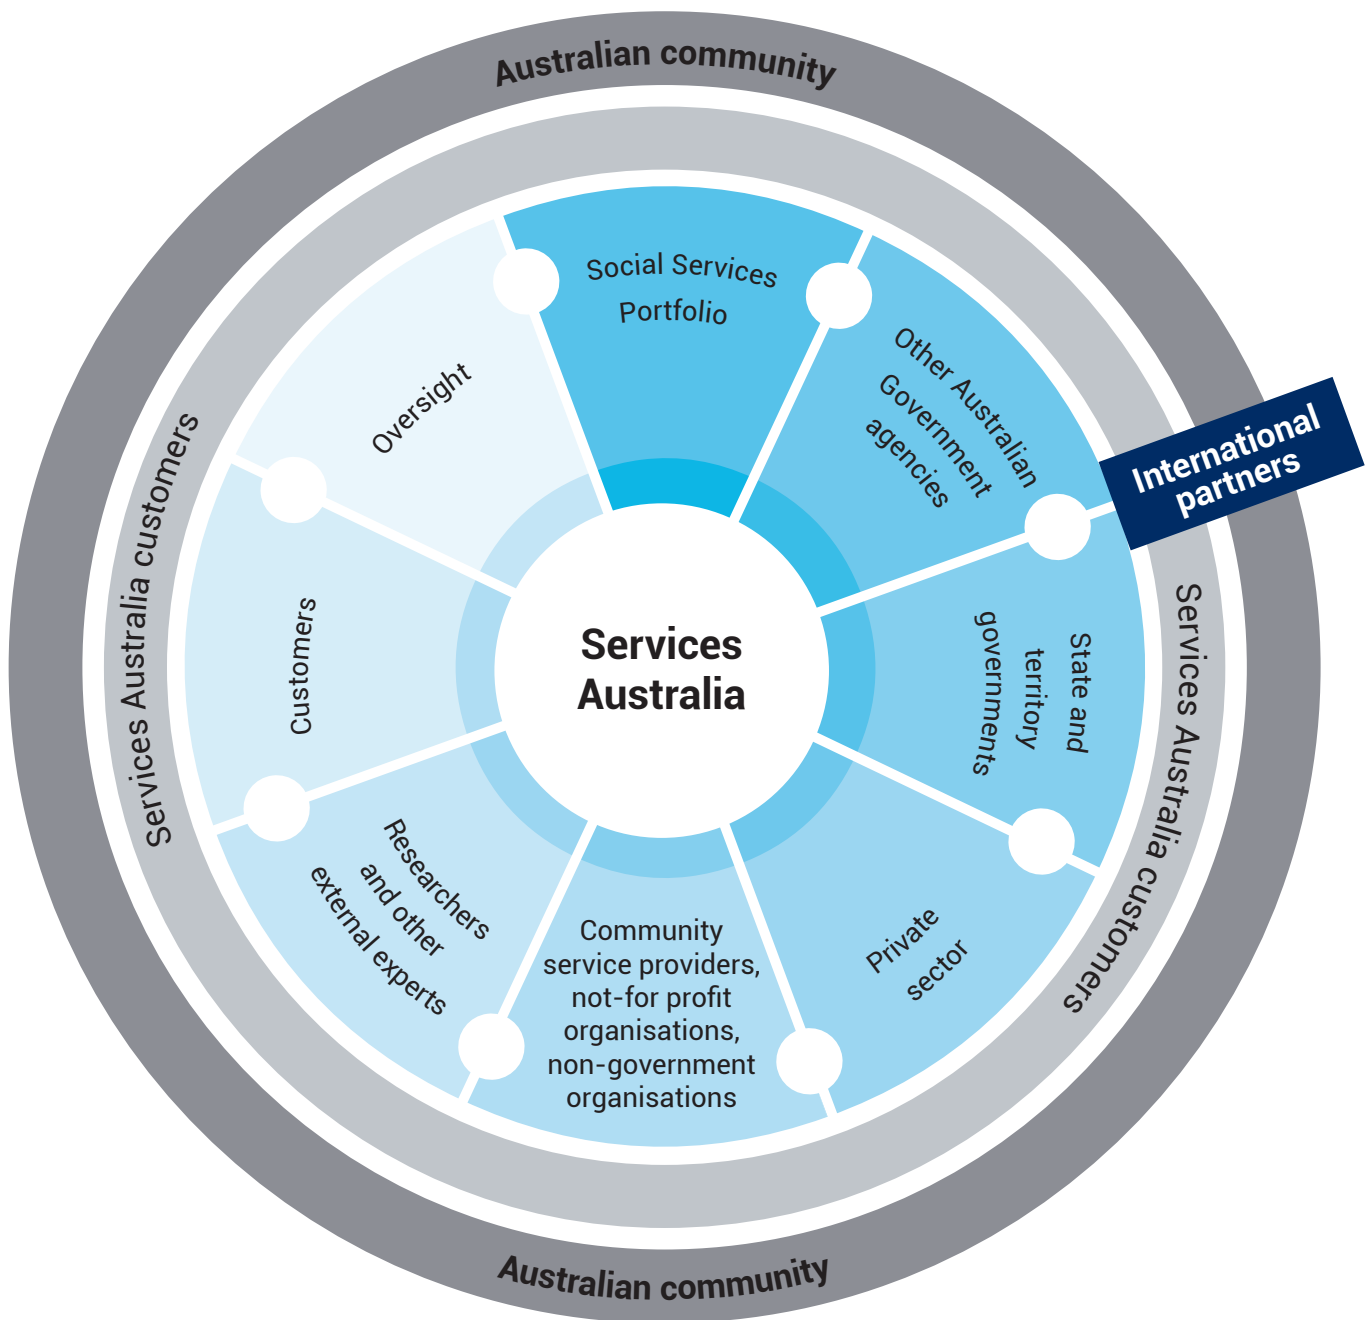 Australian community
Social Services
Portfolio
Other Australian
Government
agencies
International
partners
State and
territory
governments
Services Australia customers
Private
sector
Community
service providers,
not-for profit
organisations,
non-government
organisations
Researchers
and other
external experts
Customers
Oversight
Services Australia customers
Services
Australia
Australian community